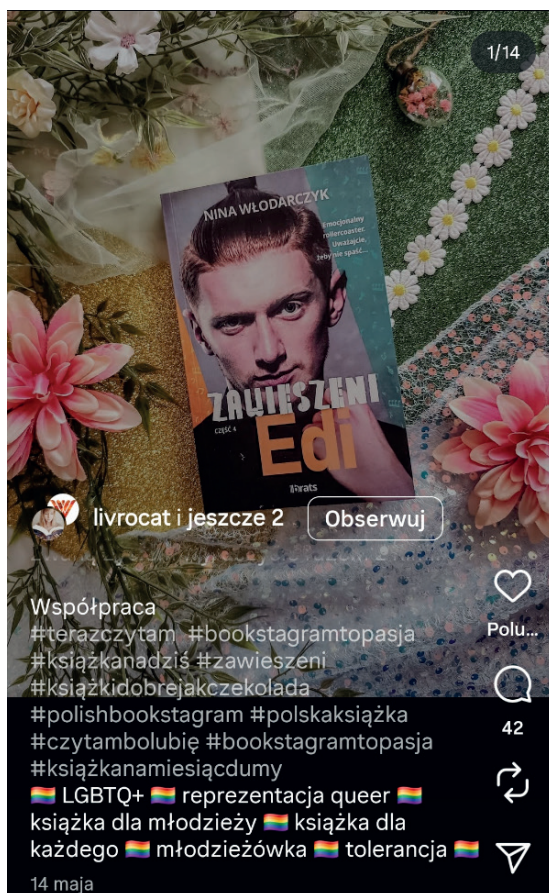 1/14
NINA WŁODARCZYK
Emocjonalny
rollercoaster.
Uważajcie,
żeby nie spaść...
ZAWIESZENI
CZĘŚĆ 4
Edi
livrocat i jeszcze 2
Obserwuj
Współpraca
#terazczytam #bookstagramtopasja
#książkanadziś #zawieszeni
#książkidobrejakczekolada
#polishbookstagram #polskaksiążka
#czytambolubię #bookstagramtopasja
#książkanamiesiącdumy
🏳️‍🌈 LGBTQ+ 🏳️‍🌈 reprezentacja queer 🏳️‍🌈
książka dla młodzieży 🏳️‍🌈 książka dla
każdego 🏳️‍🌈 młodzieżówka 🏳️‍🌈 tolerancja 🏳️‍🌈
14 maja
Polu...
42